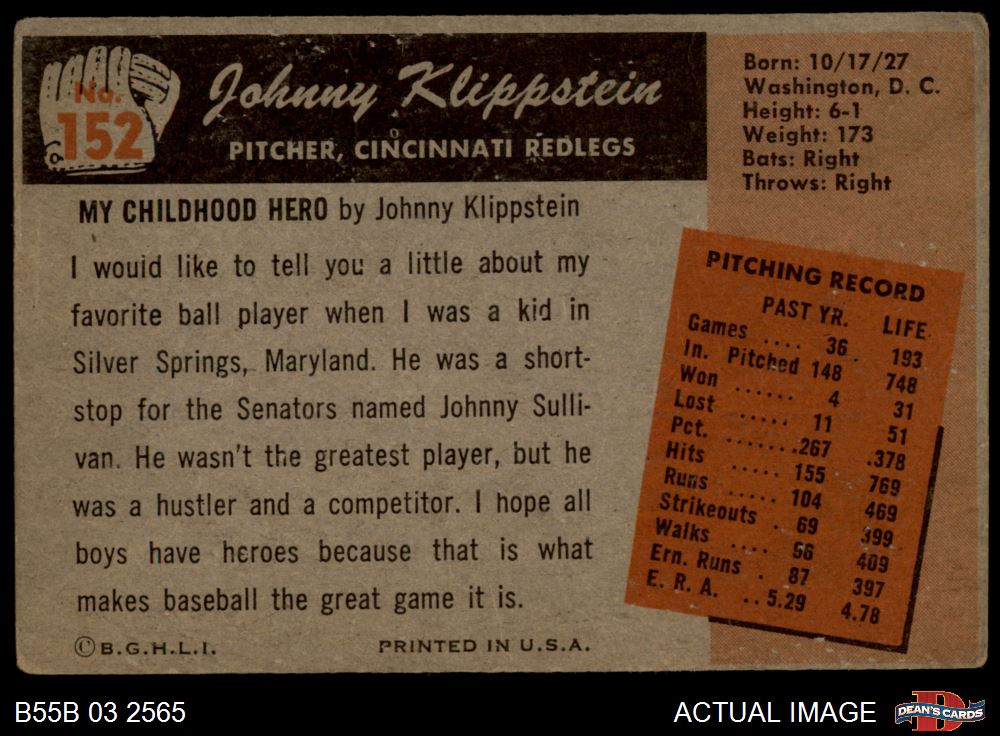 No.
152
Johnny Klippstein
PITCHER, CINCINNATI REDLEGS
Born: 10/17/27
Washington, D. C.
Height: 6-1
Weight: 173
Bats: Right
Throws: Right
MY CHILDHOOD HERO by Johnny Klippstein
I would like to tell you a little about my
favorite ball player when I was a kid in
Silver Springs, Maryland. He was a short-
stop for the Senators named Johnny Sulli-
van. He wasn't the greatest player, but he
was a hustler and a competitor. I hope all
boys have heroes because that is what
makes baseball the great game it is.
©B.G.H.L.I. PRINTED IN U.S.A.
PITCHING RECORD
PAST YR. LIFE
Games .... 36 193
In. Pitched 148 748
Won ...... 4 31
Lost ..... 11 51
Pct. .......267 .378
Hits ..... 155 769
Runs ..... 104 469
Strikeouts . 69 399
Walks .... 66 409
Ern. Runs . 87 397
E. R. A. ..5.29 4.78
B55B 03 2565
ACTUAL IMAGE
D
DEAN'S CARDS